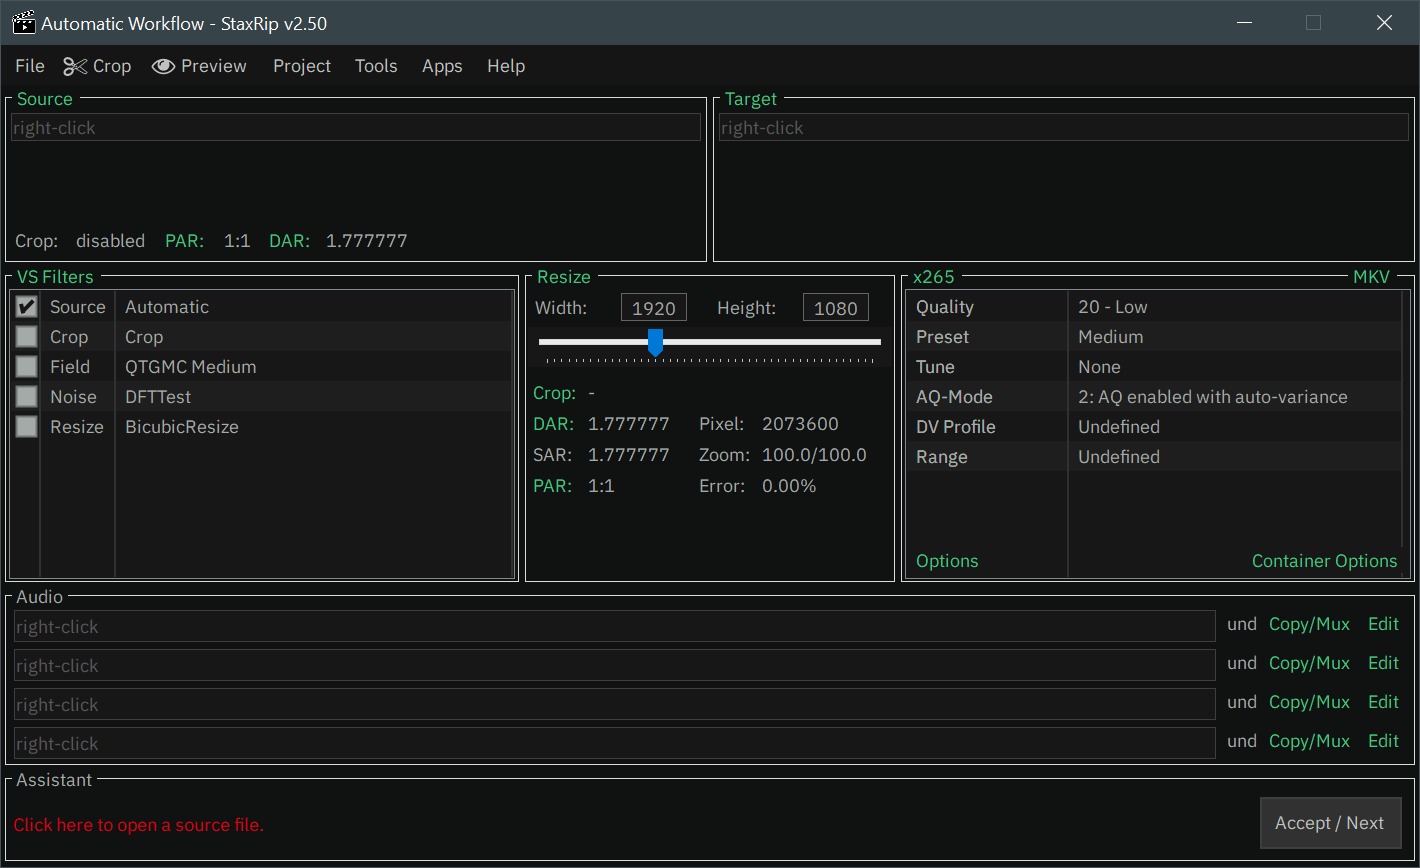 Automatic Workflow - StaxRip v2.50
File Crop Preview Project Tools Apps Help
Source
right-click
Crop: disabled PAR: 1:1 DAR: 1.777777
Target
right-click
VS Filters
Source Automatic
Crop Crop
Field QTGMC Medium
Noise DFTTest
Resize BicubicResize
Resize
Width: 1920 Height: 1080
Crop: -
DAR: 1.777777 Pixel: 2073600
SAR: 1.777777 Zoom: 100.0/100.0
PAR: 1:1 Error: 0.00%
x265 MKV
Quality 20 - Low
Preset Medium
Tune None
AQ-Mode 2: AQ enabled with auto-variance
DV Profile Undefined
Range Undefined
Options Container Options
Audio
right-click und Copy/Mux Edit
right-click und Copy/Mux Edit
right-click und Copy/Mux Edit
right-click und Copy/Mux Edit
Assistant
Click here to open a source file.
Accept / Next